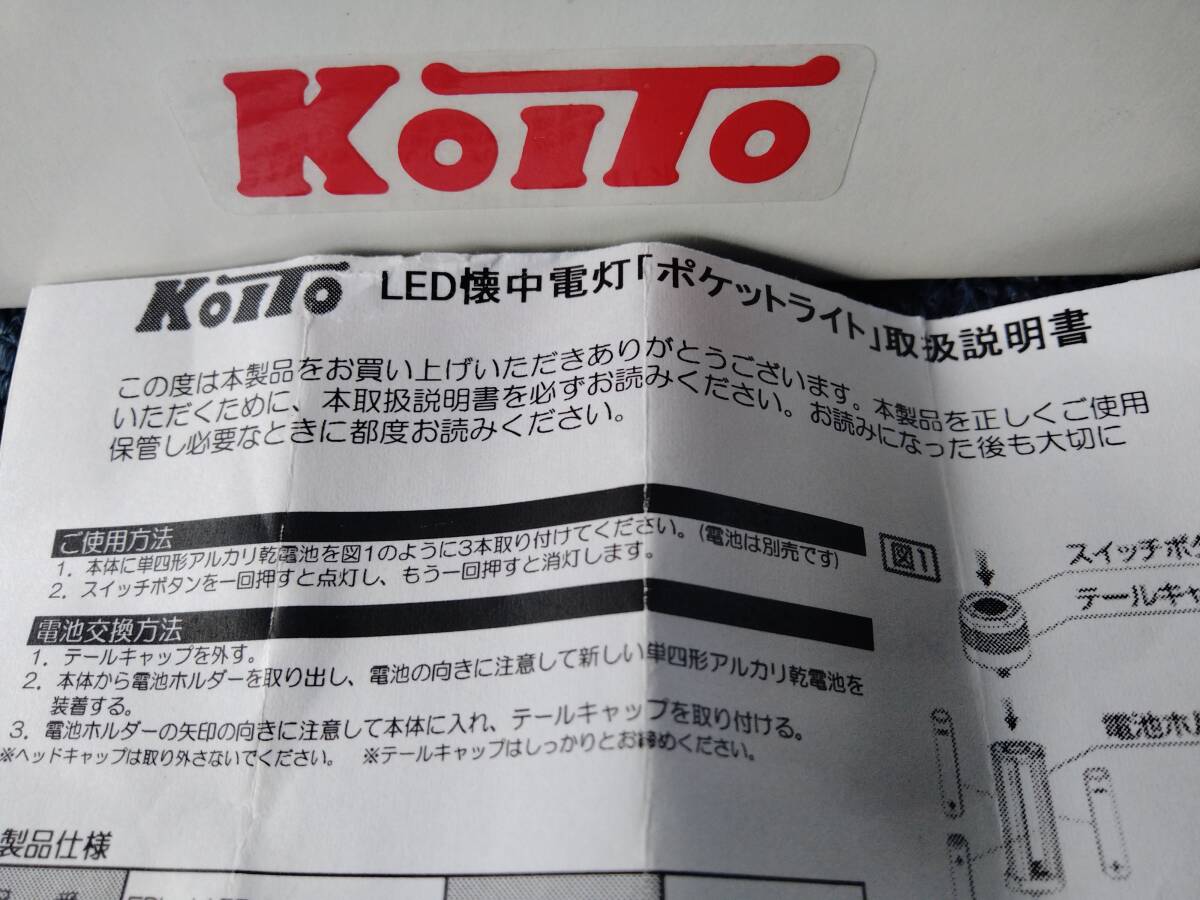 KoiTo
KoiTo LED懐中電灯「ポケットライト」取扱説明書
この度は本製品をお買い上げいただきありがとうございます。本製品を正しくご使用
いただくために、本取扱説明書を必ずお読みください。お読みになった後も大切に
保管し必要なときに都度お読みください。
ご使用方法
1. 本体に単四形アルカリ乾電池を図1のように3本取り付けてください。(電池は別売です)
2. スイッチボタンを一回押すと点灯し、もう一回押すと消灯します。
電池交換方法
1. テールキャップを外す。
2. 本体から電池ホルダーを取り出し、電池の向きに注意して新しい単四形アルカリ乾電池を
装着する。
3. 電池ホルダーの矢印の向きに注意して本体に入れ、テールキャップを取り付ける。
※ヘッドキャップは取り外さないでください。 ※テールキャップはしっかりとお締めください。
図1
スイッチボ
テールキャ
電池ホル
製品仕様